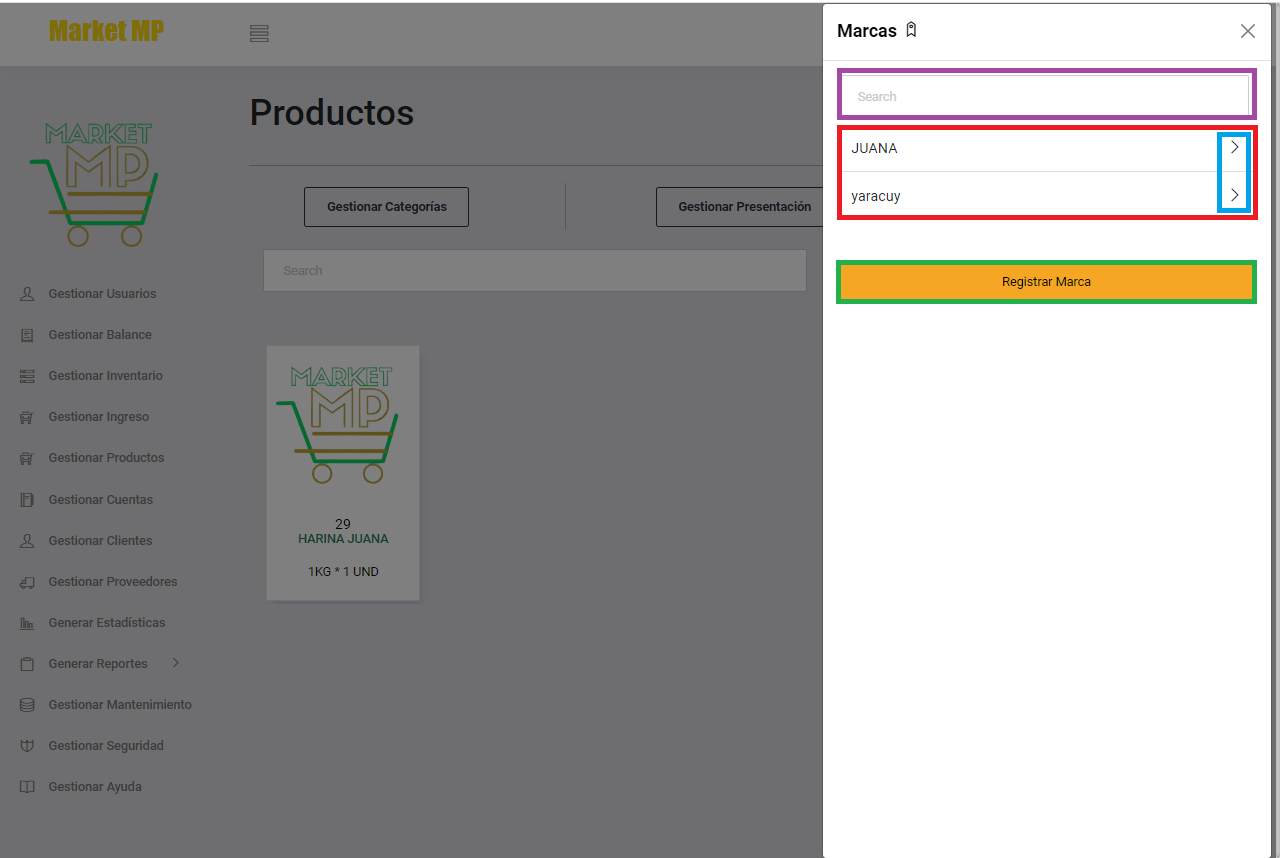 Market MP
Marcas
Search
JUANA
yaracuy
Registrar Marca
MARKET
MP
Productos
Gestionar Categorías
Gestionar Presentación
Search
Gestionar Usuarios
Gestionar Balance
Gestionar Inventario
Gestionar Ingreso
Gestionar Productos
Gestionar Cuentas
Gestionar Clientes
Gestionar Proveedores
Generar Estadísticas
Generar Reportes
Gestionar Mantenimiento
Gestionar Seguridad
Gestionar Ayuda
MARKET
MP
29
HARINA JUANA
1KG * 1 UND